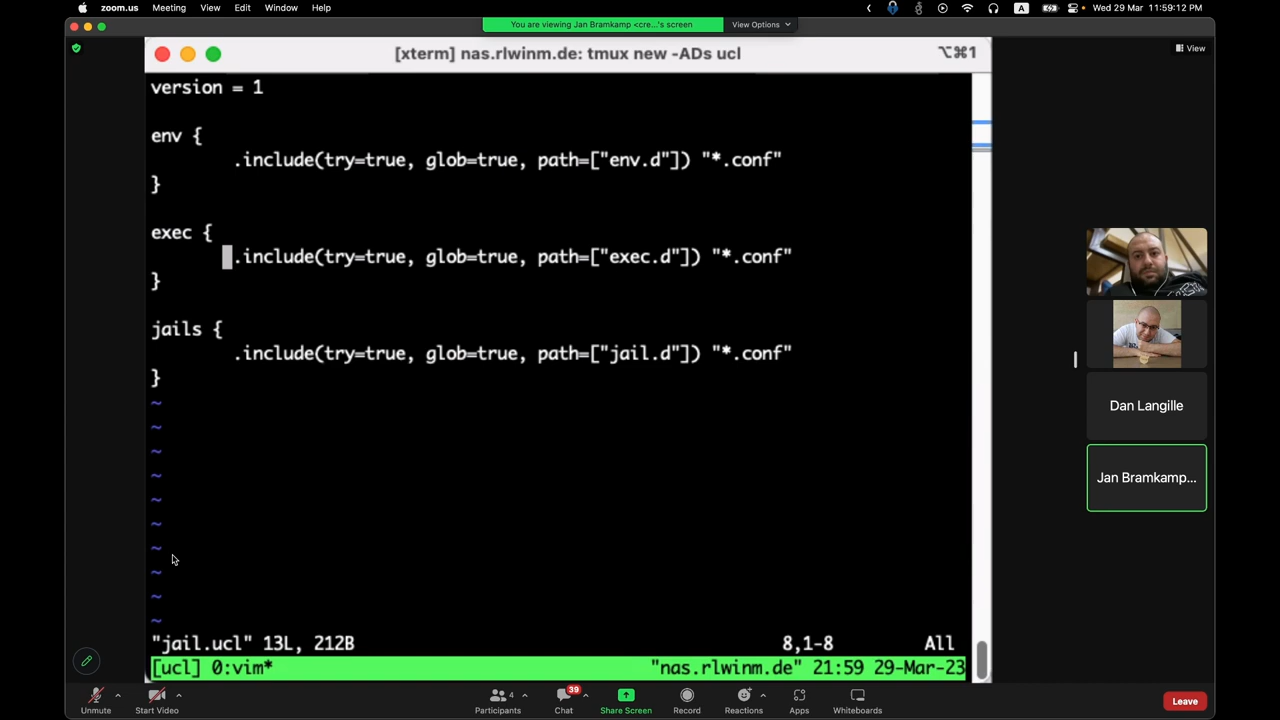 zoom.us Meeting View Edit Window Help
A Wed 29 Mar 11:59:12 PM
You are viewing Jan Bramkamp <cre...'s screen View Options
View
[xterm] nas.rlwinm.de: tmux new -ADs ucl ⌥⌘1
version = 1
env {
.include(try=true, glob=true, path=["env.d"]) "*.conf"
}
exec {
.include(try=true, glob=true, path=["exec.d"]) "*.conf"
}
jails {
.include(try=true, glob=true, path=["jail.d"]) "*.conf"
}
~
~
~
~
~
~
~
~
~
~
"jail.ucl" 13L, 212B 8,1-8 All
[ucl] 0:vim* "nas.rlwinm.de" 21:59 29-Mar-23
Dan Langille
Jan Bramkamp...
4
39
Unmute Start Video Participants Chat Share Screen Record Reactions Apps Whiteboards Leave